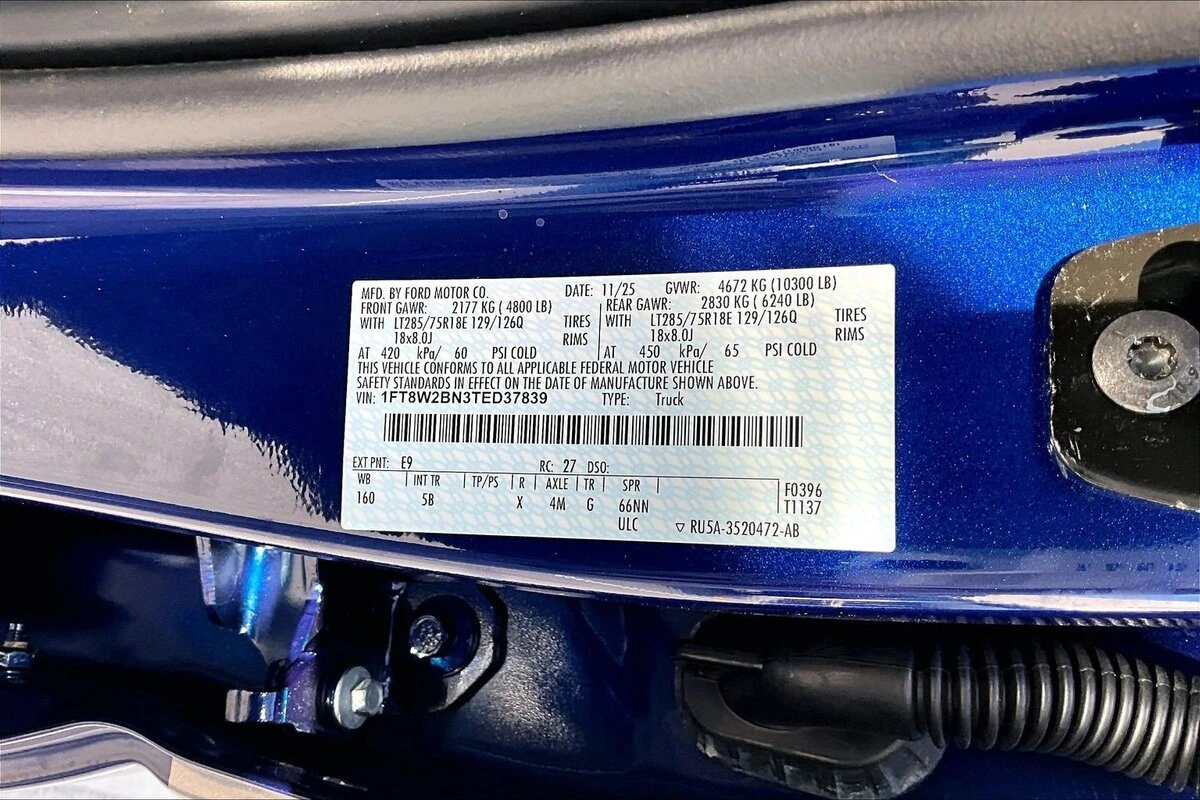 MFD. BY FORD MOTOR CO. DATE: 11/25 GVWR: 4672 KG (10300 LB)
FRONT GAWR: 2177 KG ( 4800 LB) REAR GAWR: 2830 KG ( 6240 LB)
WITH LT285/75R18E 129/126Q TIRES WITH LT285/75R18E 129/126Q TIRES
18x8.0J RIMS 18x8.0J RIMS
AT 420 kPa/ 60 PSI COLD AT 450 kPa/ 65 PSI COLD
THIS VEHICLE CONFORMS TO ALL APPLICABLE FEDERAL MOTOR VEHICLE
SAFETY STANDARDS IN EFFECT ON THE DATE OF MANUFACTURE SHOWN ABOVE.
VIN: 1FT8W2BN3TED37839 TYPE: Truck
EXT PNT: E9 RC: 27 DSO:
WB INT TR TP/PS R AXLE TR SPR F0396
160 5B X 4M G 66NN T1137
ULC RU5A-3520472-AB